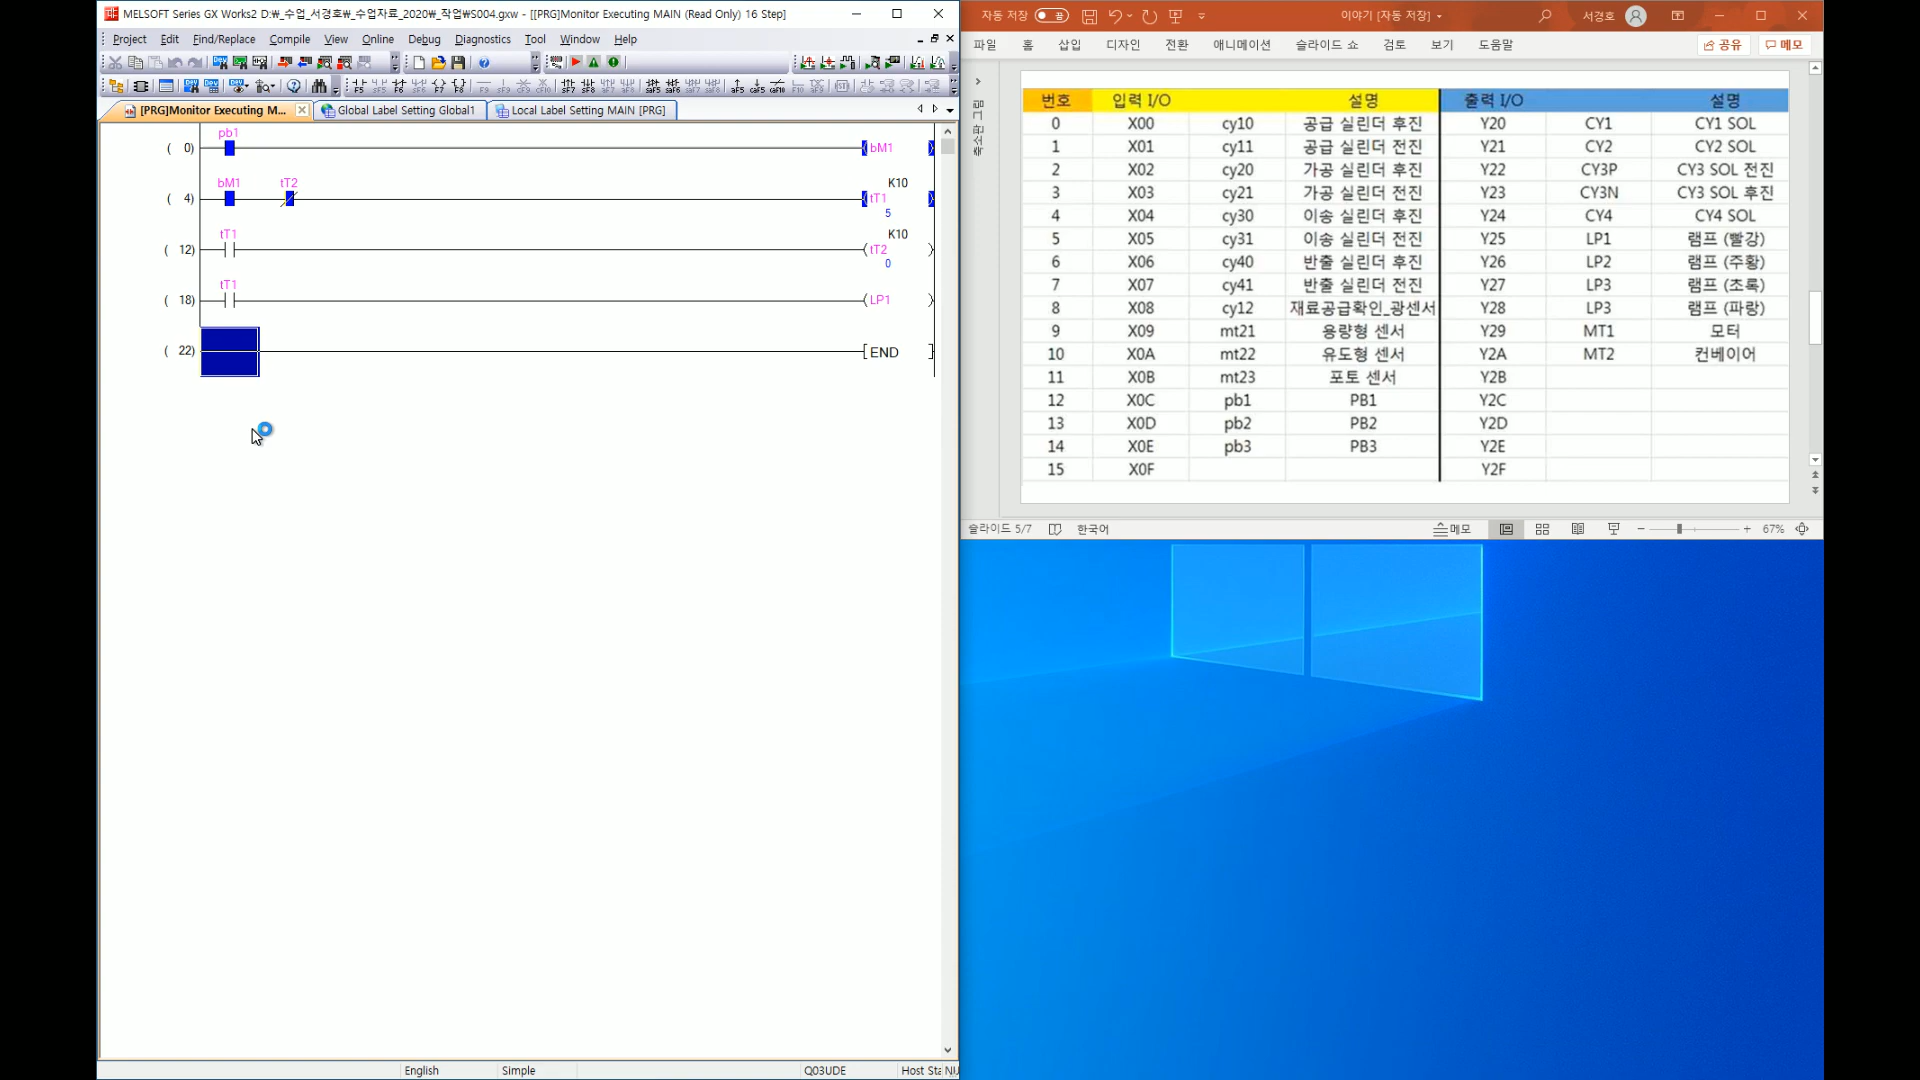 MELSOFT Series GX Works2 D:₩_수업_서경호₩_수업자료_2020₩_작업₩S004.gxw - [[PRG]Monitor Executing MAIN (Read Only) 16 Step]
Project Edit Find/Replace Compile View Online Debug Diagnostics Tool Window Help
[PRG]Monitor Executing M... Global Label Setting Global1 Local Label Setting MAIN [PRG]
pb1
( 0) bM1
bM1 tT2 K10
( 4) tT1
5
tT1 K10
( 12) tT2
0
tT1
( 18) LP1
( 22) END
English Simple Q03UDE Host Sta
자동 저장 끔 이야기 [자동 저장] 서경호
파일 홈 삽입 디자인 전환 애니메이션 슬라이드 쇼 검토 보기 도움말 공유 메모
축소판 그림
번호 입력 I/O 설명 출력 I/O 설명
0 X00 cy10 공급 실린더 후진 Y20 CY1 CY1 SOL
1 X01 cy11 공급 실린더 전진 Y21 CY2 CY2 SOL
2 X02 cy20 가공 실린더 후진 Y22 CY3P CY3 SOL 전진
3 X03 cy21 가공 실린더 전진 Y23 CY3N CY3 SOL 후진
4 X04 cy30 이송 실린더 후진 Y24 CY4 CY4 SOL
5 X05 cy31 이송 실린더 전진 Y25 LP1 램프 (빨강)
6 X06 cy40 반출 실린더 후진 Y26 LP2 램프 (주황)
7 X07 cy41 반출 실린더 전진 Y27 LP3 램프 (초록)
8 X08 cy12 재료공급확인_광센서 Y28 LP3 램프 (파랑)
9 X09 mt21 용량형 센서 Y29 MT1 모터
10 X0A mt22 유도형 센서 Y2A MT2 컨베이어
11 X0B mt23 포토 센서 Y2B
12 X0C pb1 PB1 Y2C
13 X0D pb2 PB2 Y2D
14 X0E pb3 PB3 Y2E
15 X0F Y2F
슬라이드 5/7 한국어 메모 67%